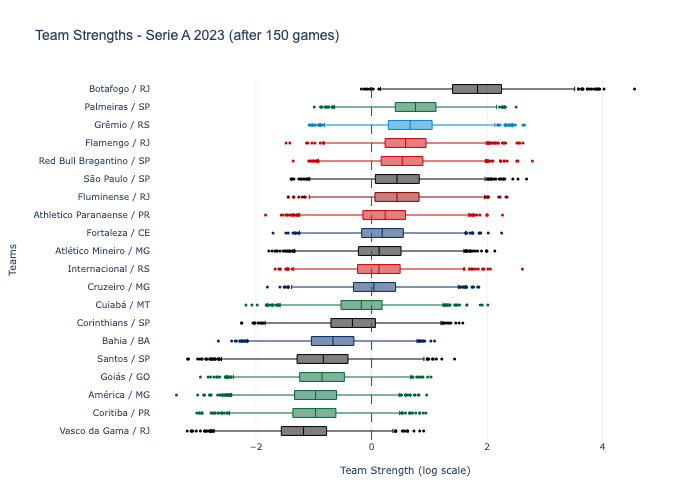 Team Strengths - Serie A 2023 (after 150 games)
Botafogo / RJ
Palmeiras / SP
Grêmio / RS
Flamengo / RJ
Red Bull Bragantino / SP
São Paulo / SP
Fluminense / RJ
Athletico Paranaense / PR
Fortaleza / CE
Atlético Mineiro / MG
Internacional / RS
Cruzeiro / MG
Cuiabá / MT
Corinthians / SP
Bahia / BA
Santos / SP
Goiás / GO
América / MG
Coritiba / PR
Vasco da Gama / RJ
Teams
−2 0 2 4
Team Strength (log scale)